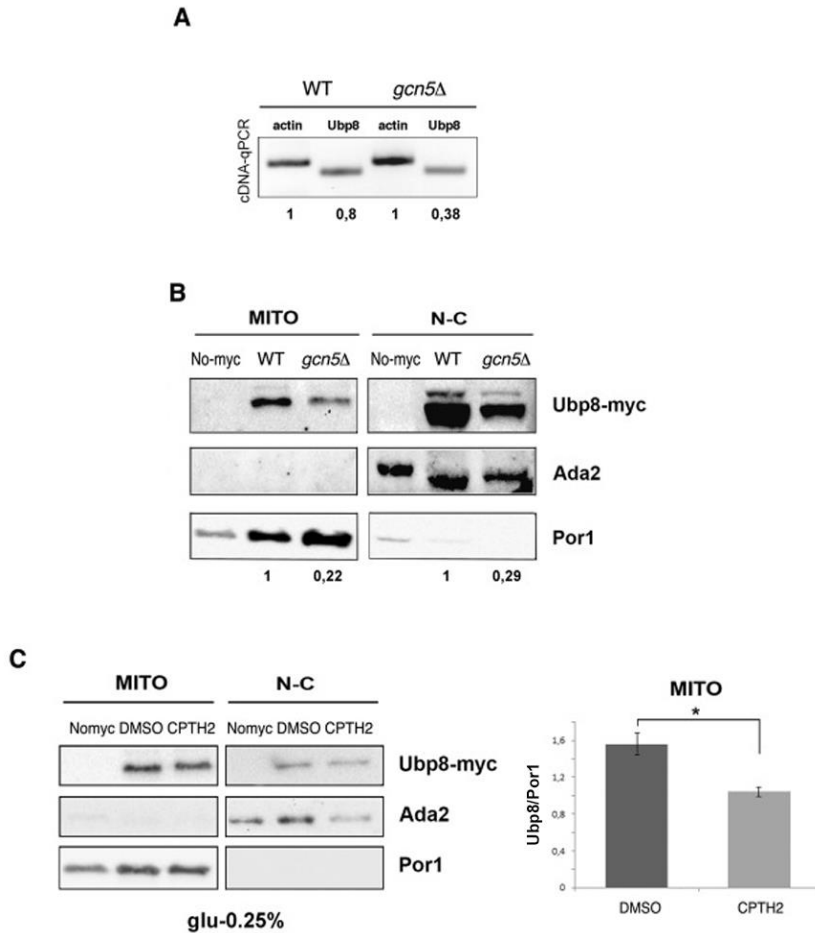 A
WT gcn5Δ
actin Ubp8 actin Ubp8
cDNA-qPCR
1 0,8 1 0,38
B
MITO N-C
No-myc WT gcn5Δ No-myc WT gcn5Δ
Ubp8-myc
Ada2
Por1
1 0,22 1 0,29
C
MITO N-C
Nomyc DMSO CPTH2 Nomyc DMSO CPTH2
Ubp8-myc
Ada2
Por1
glu-0.25%
MITO
*
Ubp8/Por1
1,6
1,2
0,8
0,4
0
DMSO CPTH2